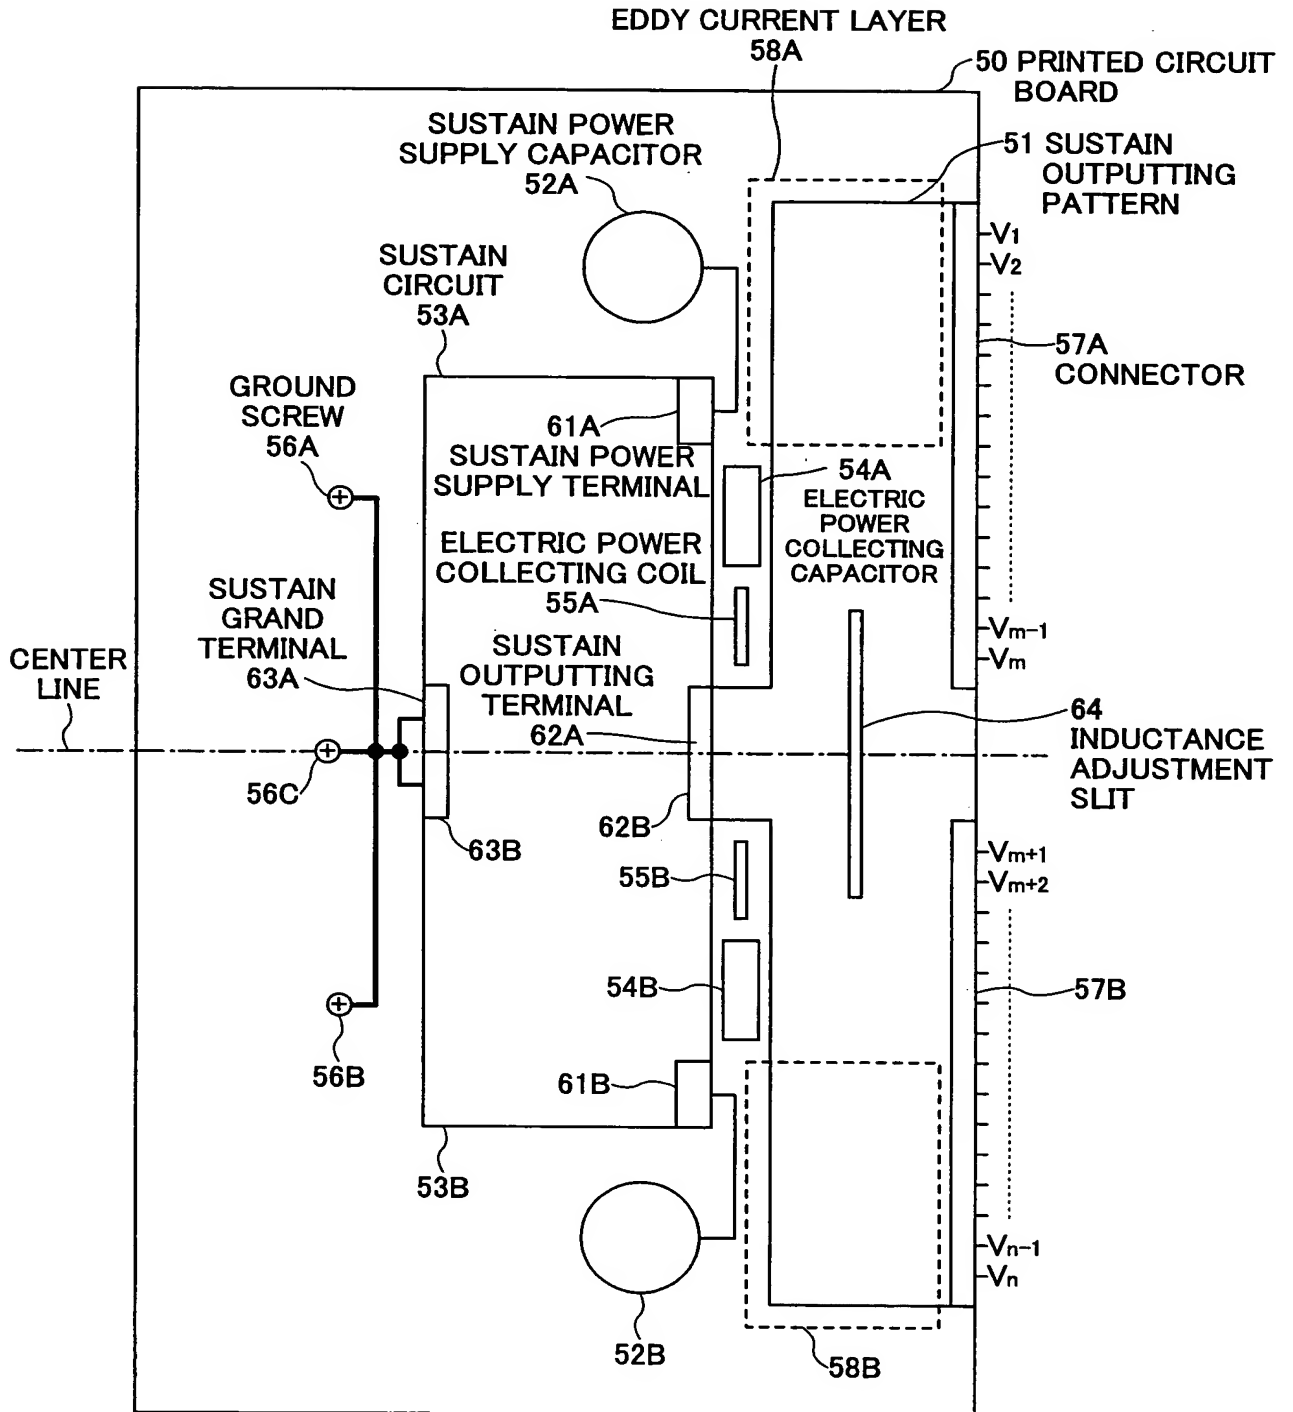 EDDY CURRENT LAYER
58A
50 PRINTED CIRCUIT
BOARD
SUSTAIN POWER
SUPPLY CAPACITOR
52A
51 SUSTAIN
OUTPUTTING
PATTERN
V1
V2
SUSTAIN
CIRCUIT
53A
57A
CONNECTOR
GROUND
SCREW
56A
61A
SUSTAIN POWER
SUPPLY TERMINAL
54A
ELECTRIC
POWER
COLLECTING
CAPACITOR
ELECTRIC POWER
COLLECTING COIL
55A
SUSTAIN
GRAND
TERMINAL
63A
SUSTAIN
OUTPUTTING
TERMINAL
62A
Vm-1
Vm
CENTER
LINE
64
INDUCTANCE
ADJUSTMENT
SLIT
56C
62B
63B
Vm+1
Vm+2
55B
54B
57B
56B
61B
53B
Vn-1
Vn
52B
58B